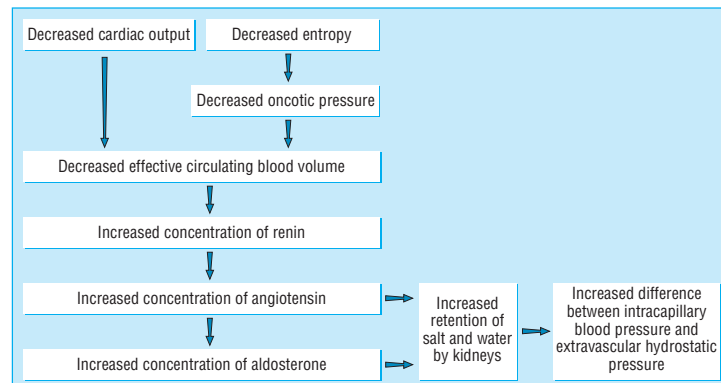 Decreased cardiac output
Decreased entropy
Decreased oncotic pressure
Decreased effective circulating blood volume
Increased concentration of renin
Increased concentration of angiotensin
Increased concentration of aldosterone
Increased
retention of
salt and water
by kidneys
Increased difference
between intracapillary
blood pressure and
extravascular hydrostatic
pressure